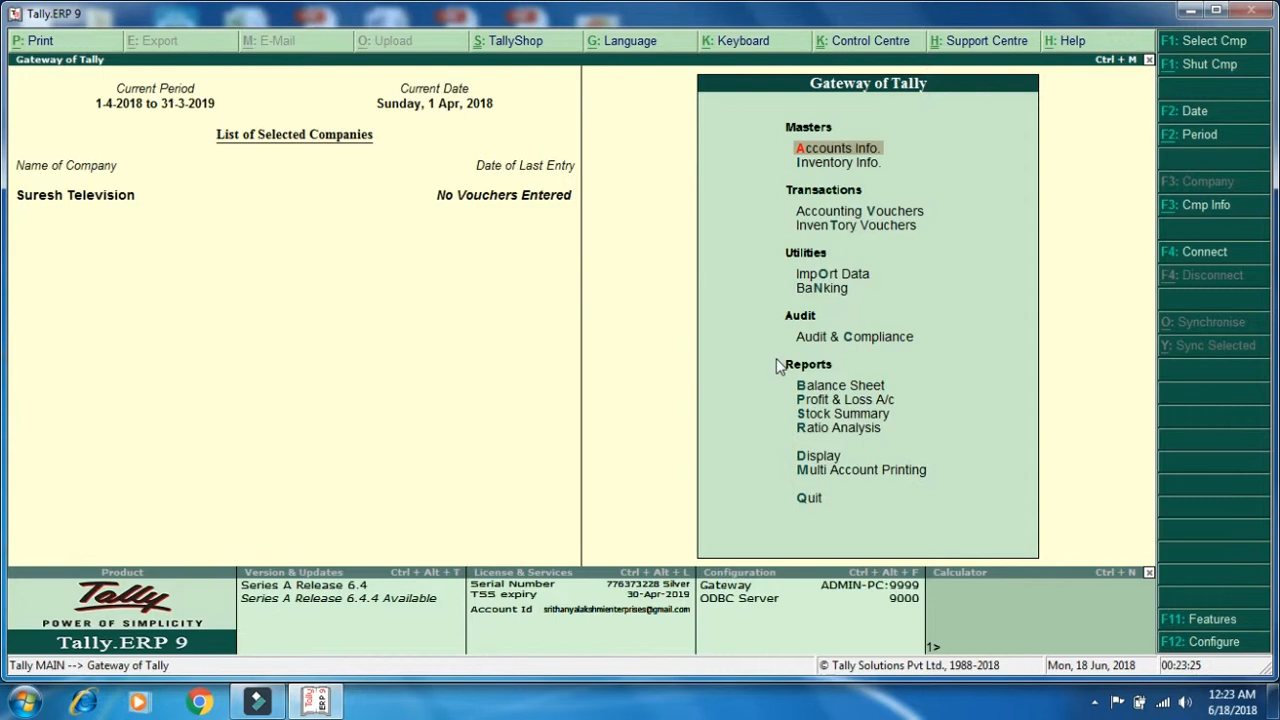 Tally.ERP 9
P: Print
E: Export
M: E-Mail
O: Upload
S: TallyShop
G: Language
K: Keyboard
K: Control Centre
H: Support Centre
H: Help
Gateway of Tally
Ctrl + M
Current Period
1-4-2018 to 31-3-2019
Current Date
Sunday, 1 Apr, 2018
List of Selected Companies
Name of Company
Date of Last Entry
Suresh Television
No Vouchers Entered
Gateway of Tally
Masters
Accounts Info.
Inventory Info.
Transactions
Accounting Vouchers
InvenTory Vouchers
Utilities
ImpOrt Data
BaNking
Audit
Audit & Compliance
Reports
Balance Sheet
Profit & Loss A/c
Stock Summary
Ratio Analysis
Display
Multi Account Printing
Quit
F1: Select Cmp
F1: Shut Cmp
F2: Date
F2: Period
F3: Company
F3: Cmp Info
F4: Connect
F4: Disconnect
O: Synchronise
Y: Sync Selected
F11: Features
F12: Configure
Product
Tally
POWER OF SIMPLICITY
Tally.ERP 9
Version & Updates Ctrl + Alt + T
Series A Release 6.4
Series A Release 6.4.4 Available
License & Services Ctrl + Alt + L
Serial Number 776373228 Silver
TSS expiry 30-Apr-2019
Account Id srithanyalakshmienterprises@gmail.com
Configuration Ctrl + Alt + F
Gateway ADMIN-PC:9999
ODBC Server 9000
Calculator Ctrl + N
1>
Tally MAIN --> Gateway of Tally
© Tally Solutions Pvt Ltd., 1988-2018
Mon, 18 Jun, 2018
00:23:25
Tally
ERP 9
12:23 AM
6/18/2018